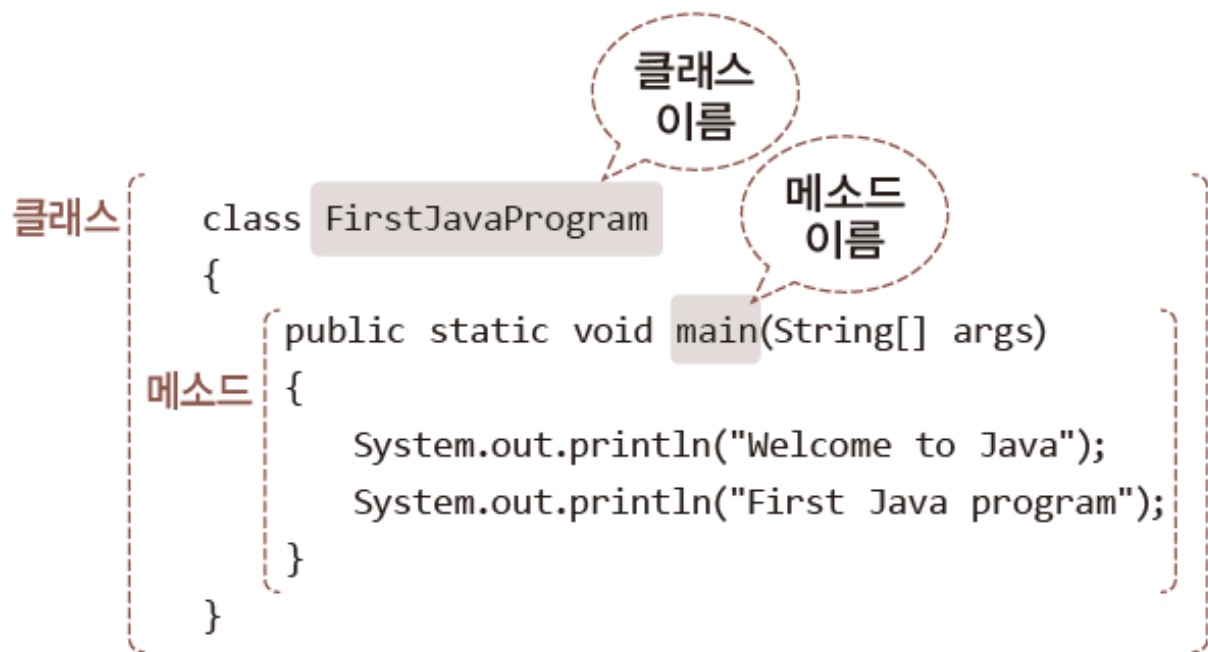 클래스
이름
메소드
이름
클래스
class FirstJavaProgram
{
public static void main(String[] args)
메소드
{
System.out.println("Welcome to Java");
System.out.println("First Java program");
}
}